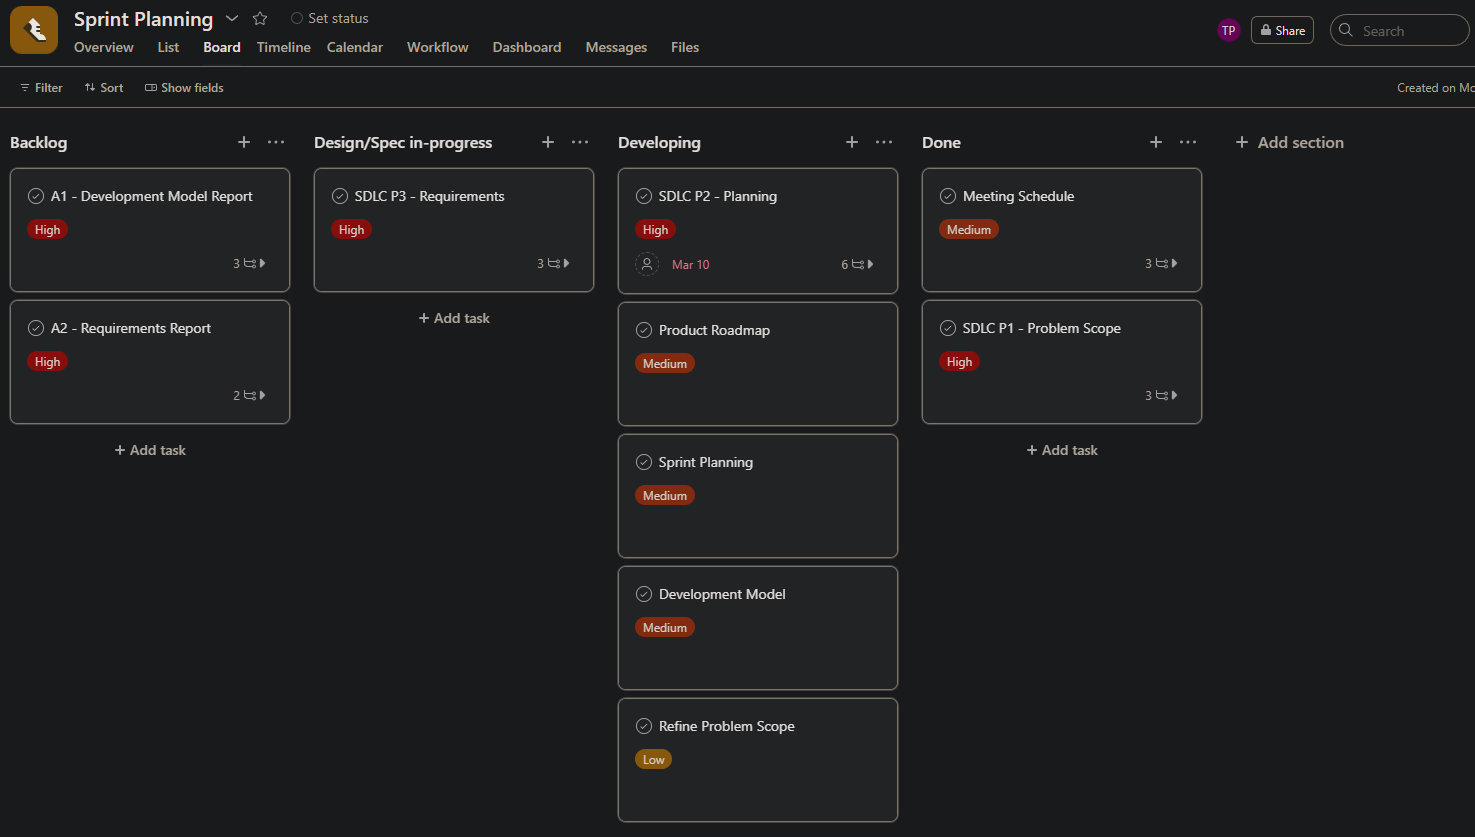 Sprint Planning
Set status
Overview List Board Timeline Calendar Workflow Dashboard Messages Files
TP
Share
Search
Filter Sort Show fields
Created on Mo
Backlog
A1 - Development Model Report
High
3
A2 - Requirements Report
High
2
+ Add task
Design/Spec in-progress
SDLC P3 - Requirements
High
3
+ Add task
Developing
SDLC P2 - Planning
High
Mar 10
6
Product Roadmap
Medium
Sprint Planning
Medium
Development Model
Medium
Refine Problem Scope
Low
Done
Meeting Schedule
Medium
3
SDLC P1 - Problem Scope
High
3
+ Add task
+ Add section